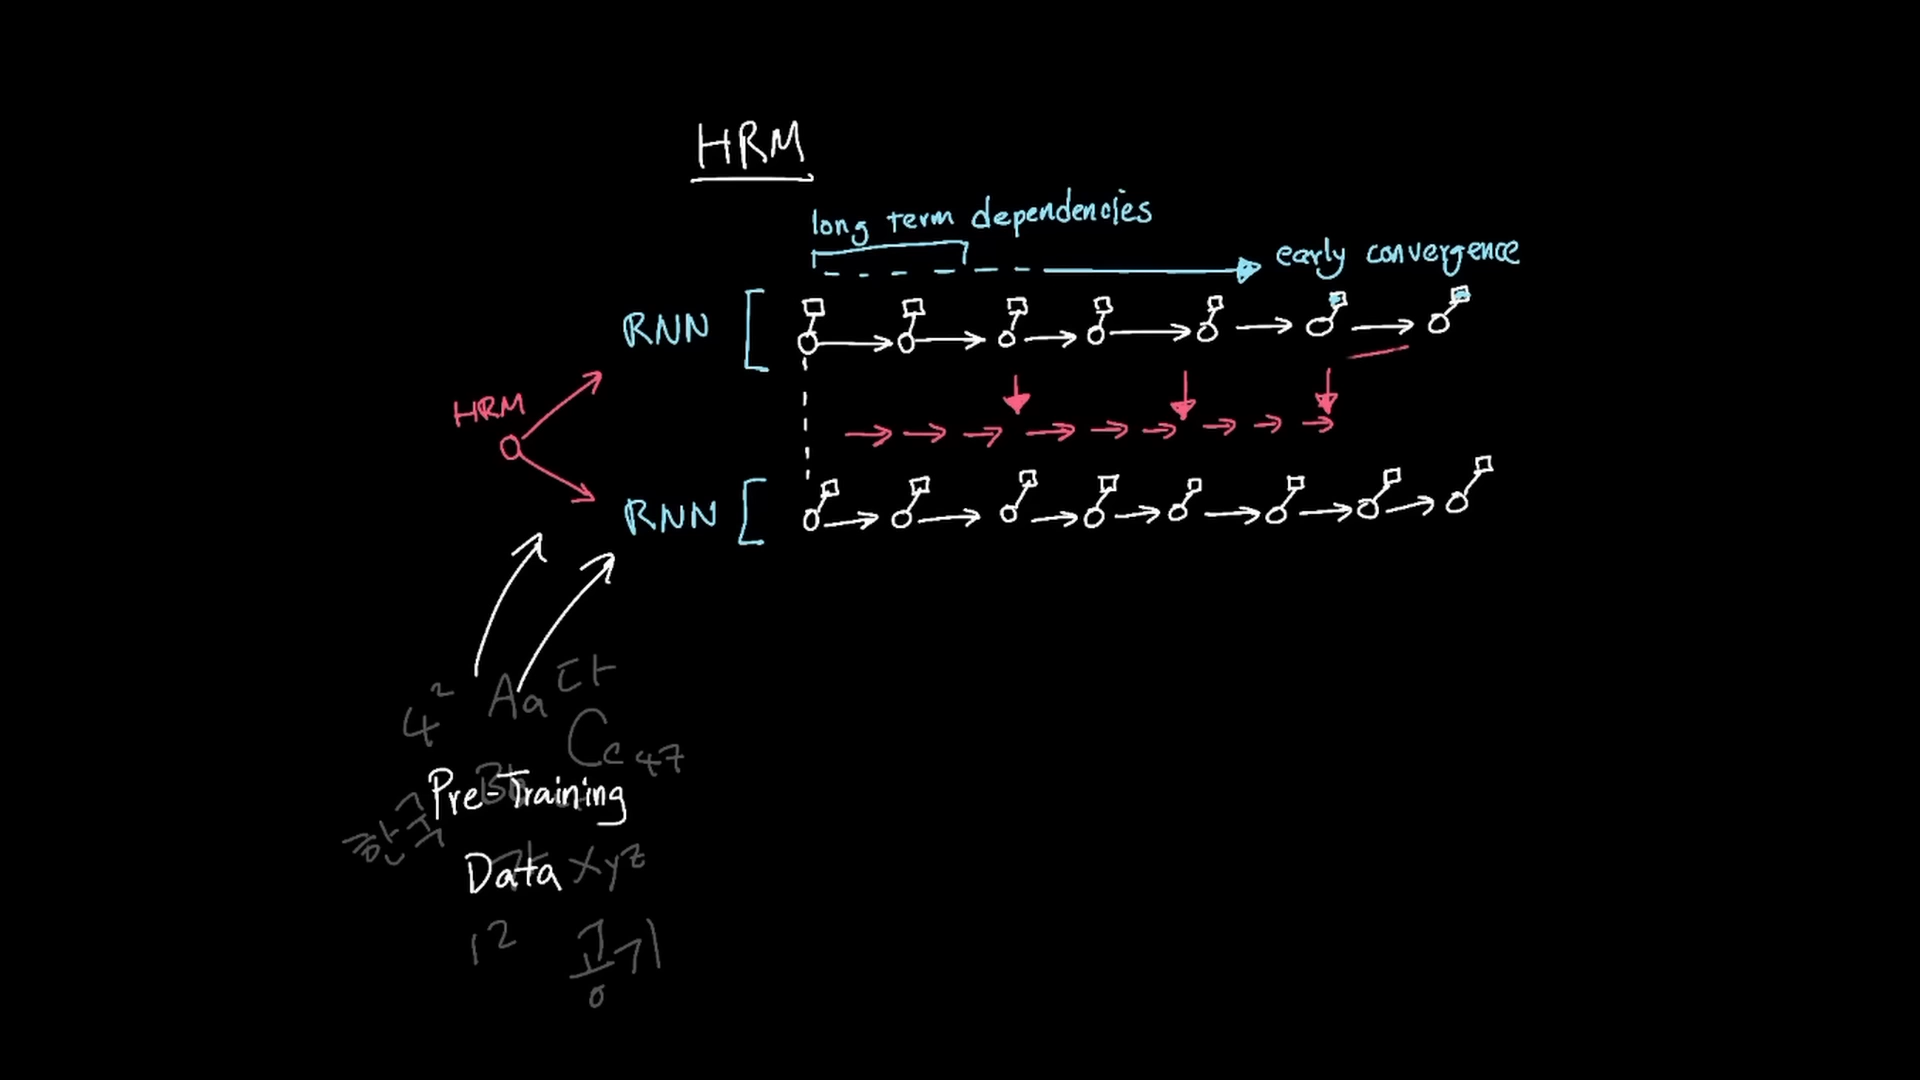 HRM
long term dependencies
early convergence
RNN
HRM
RNN
4² Aa 다
Cc 47
Pre-Training
한국
Data xyz
12 공기